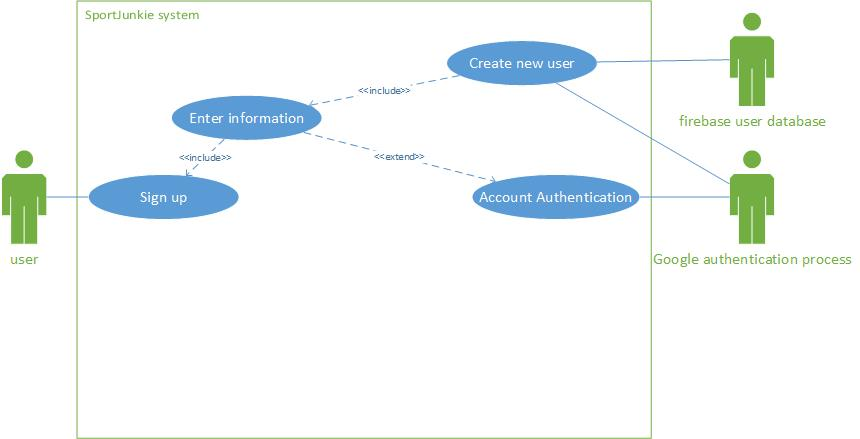 SportJunkie system
Create new user
<<include>>
Enter information
firebase user database
<<include>>
<<extend>>
Sign up
Account Authentication
user
Google authentication process